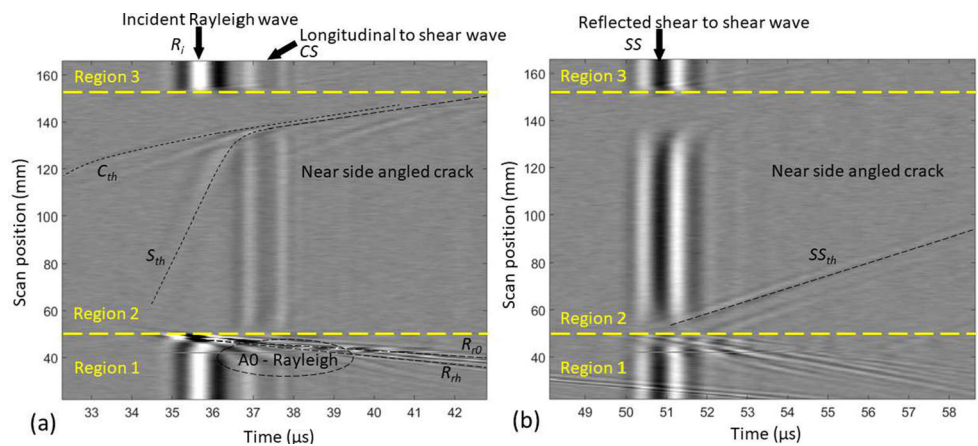 Incident Rayleigh wave
Ri
Longitudinal to shear wave
CS
Region 3
Cth
Near side angled crack
Sth
Region 2
Rr0
Region 1
A0 - Rayleigh
Rrh
160
140
120
100
80
60
40
Scan position (mm)
33 34 35 36 37 38 39 40 41 42
(a)
Time (µs)
Reflected shear to shear wave
SS
Region 3
Near side angled crack
SSth
Region 2
Region 1
160
140
120
100
80
60
40
Scan position (mm)
49 50 51 52 53 54 55 56 57 58
(b)
Time (µs)